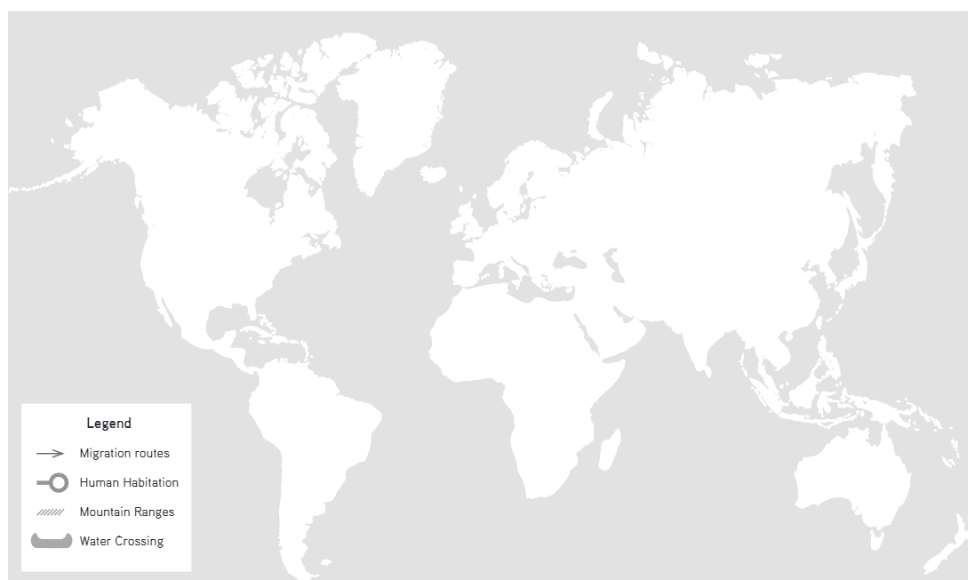 Legend
Migration routes
Human Habitation
Mountain Ranges
Water Crossing